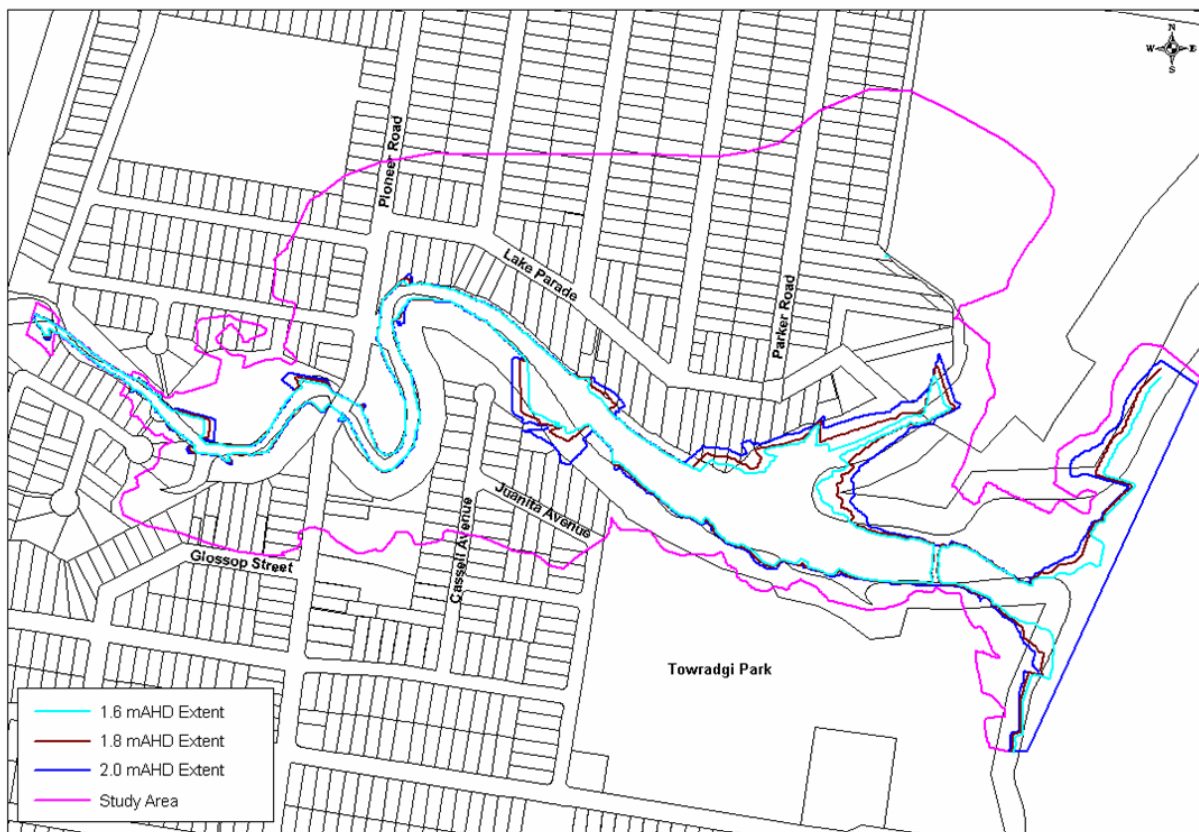 N
W E
S
Pioneer Road
Lake Parade
Parker Road
Juanita Avenue
Cassell Avenue
Glossop Street
Towradgi Park
1.6 mAHD Extent
1.8 mAHD Extent
2.0 mAHD Extent
Study Area